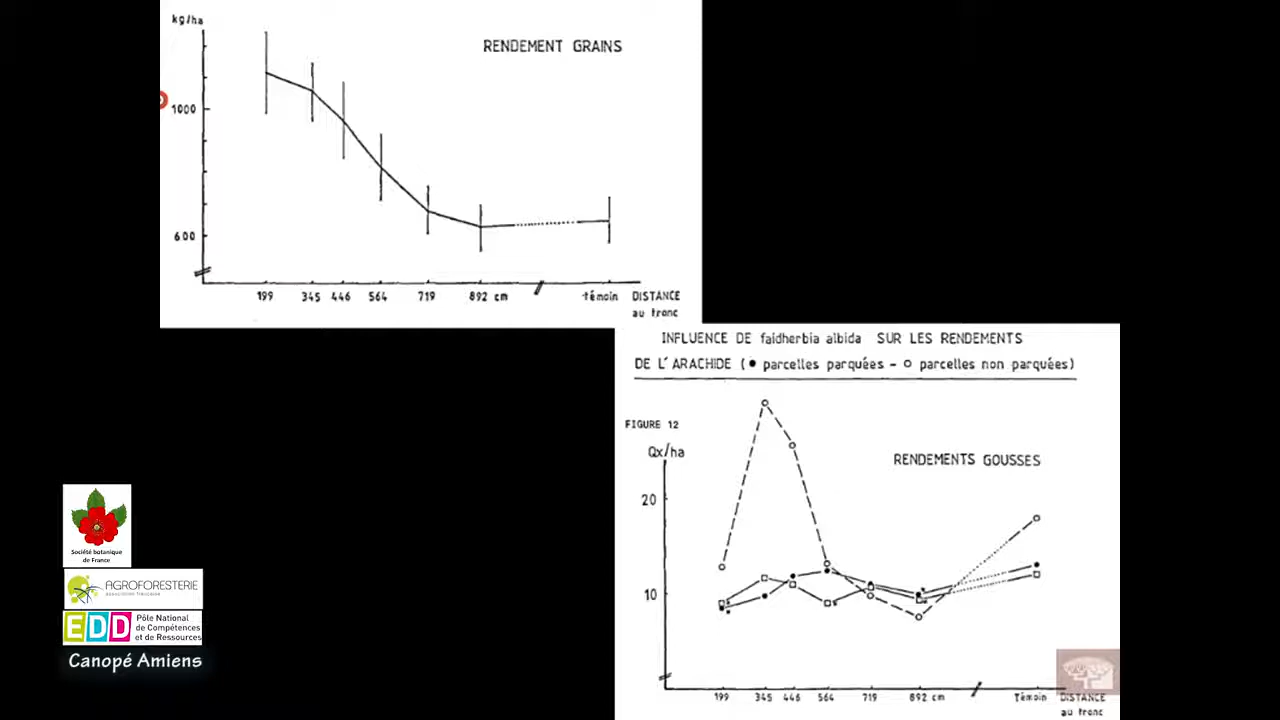 kg/ha
RENDEMENT GRAINS
1000
600
199 345 446 564 719 892 cm témoin DISTANCE
au tronc
INFLUENCE DE faidherbia albida SUR LES RENDEMENTS
DE L'ARACHIDE (● parcelles parquées - o parcelles non parquées)
FIGURE 12
Qx/ha
RENDEMENTS GOUSSES
20
10
199 345 446 564 719 892 cm Témoin DISTANCE
au tronc
Société botanique
de France
AGROFORESTERIE
EDD
Pôle National
de Compétences
et de Ressources
Canopé Amiens